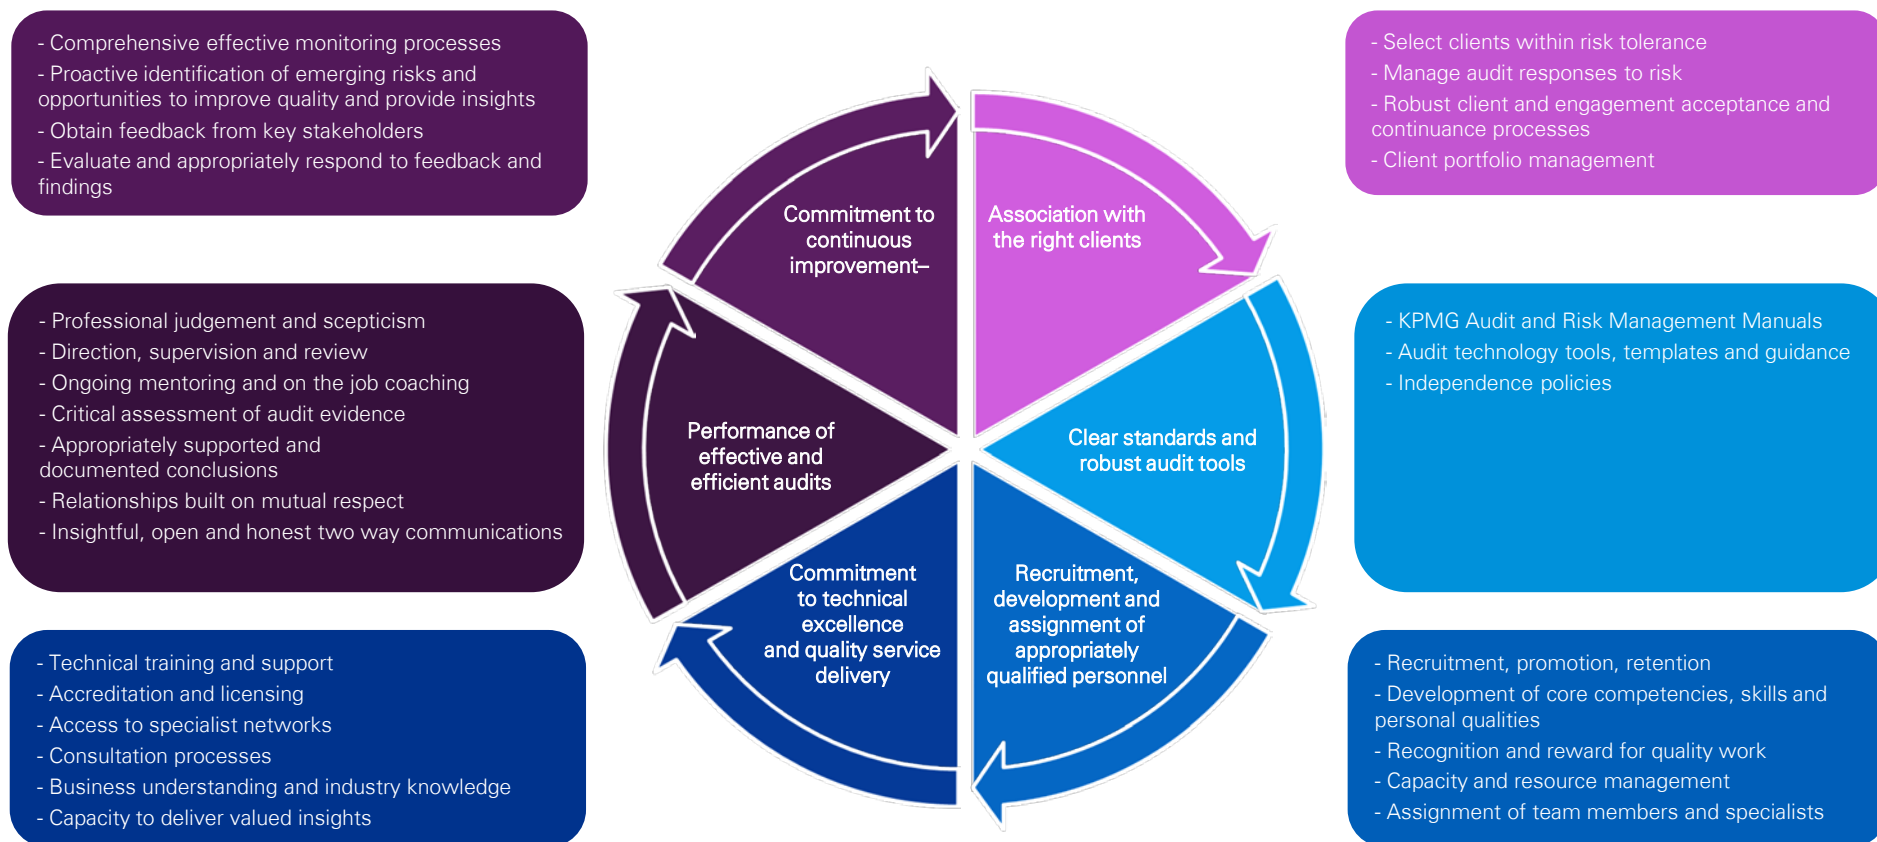 - Comprehensive effective monitoring processes
- Proactive identification of emerging risks and
opportunities to improve quality and provide insights
- Obtain feedback from key stakeholders
- Evaluate and appropriately respond to feedback and
findings
- Select clients within risk tolerance
- Manage audit responses to risk
- Robust client and engagement acceptance and
continuance processes
- Client portfolio management
Commitment to
continuous
improvement–
Association with
the right clients
- Professional judgement and scepticism
- Direction, supervision and review
- Ongoing mentoring and on the job coaching
- Critical assessment of audit evidence
- Appropriately supported and
documented conclusions
- Relationships built on mutual respect
- Insightful, open and honest two way communications
Performance of
effective and
efficient audits
Clear standards and
robust audit tools
- KPMG Audit and Risk Management Manuals
- Audit technology tools, templates and guidance
- Independence policies
Commitment
to technical
excellence
and quality service
delivery
Recruitment,
development and
assignment of
appropriately
qualified personnel
- Technical training and support
- Accreditation and licensing
- Access to specialist networks
- Consultation processes
- Business understanding and industry knowledge
- Capacity to deliver valued insights
- Recruitment, promotion, retention
- Development of core competencies, skills and
personal qualities
- Recognition and reward for quality work
- Capacity and resource management
- Assignment of team members and specialists